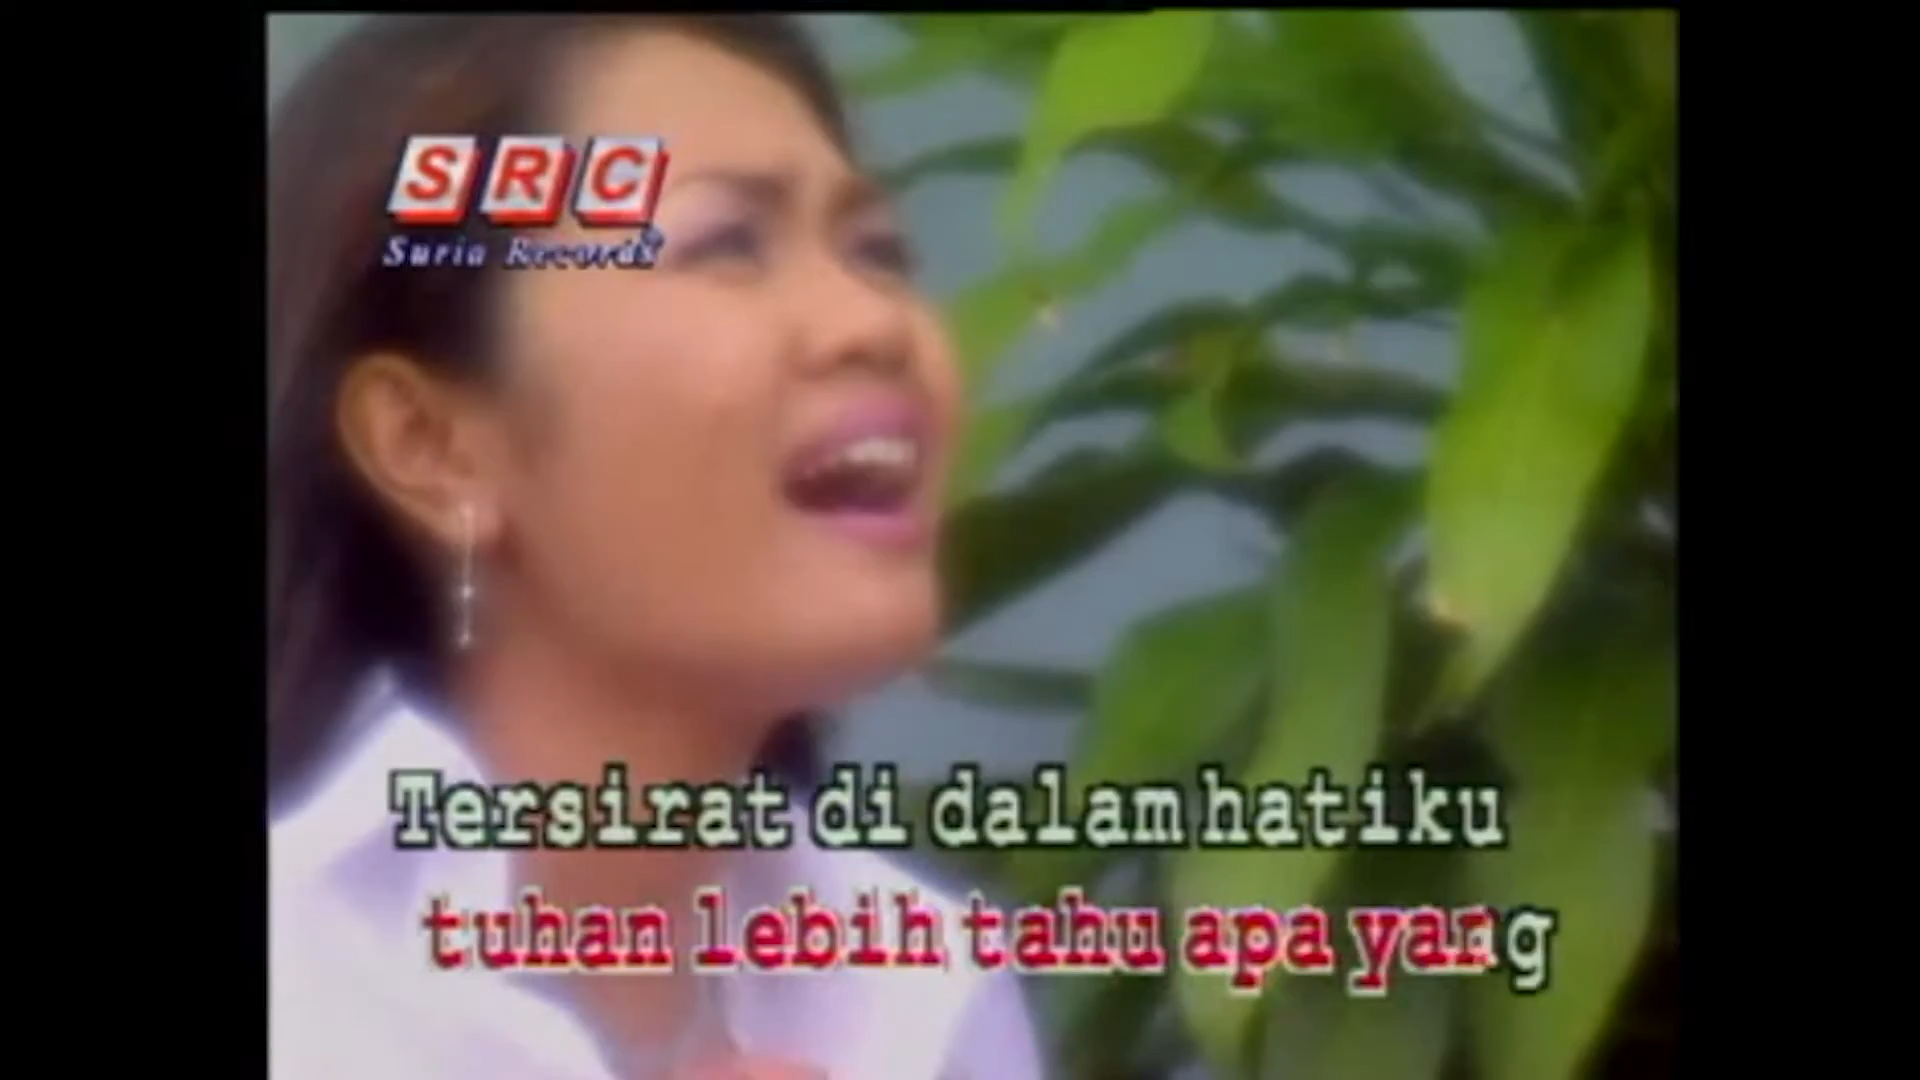 SRC
Suria Records
Tersirat di dalam hatiku
tuhan lebih tahu apa yang